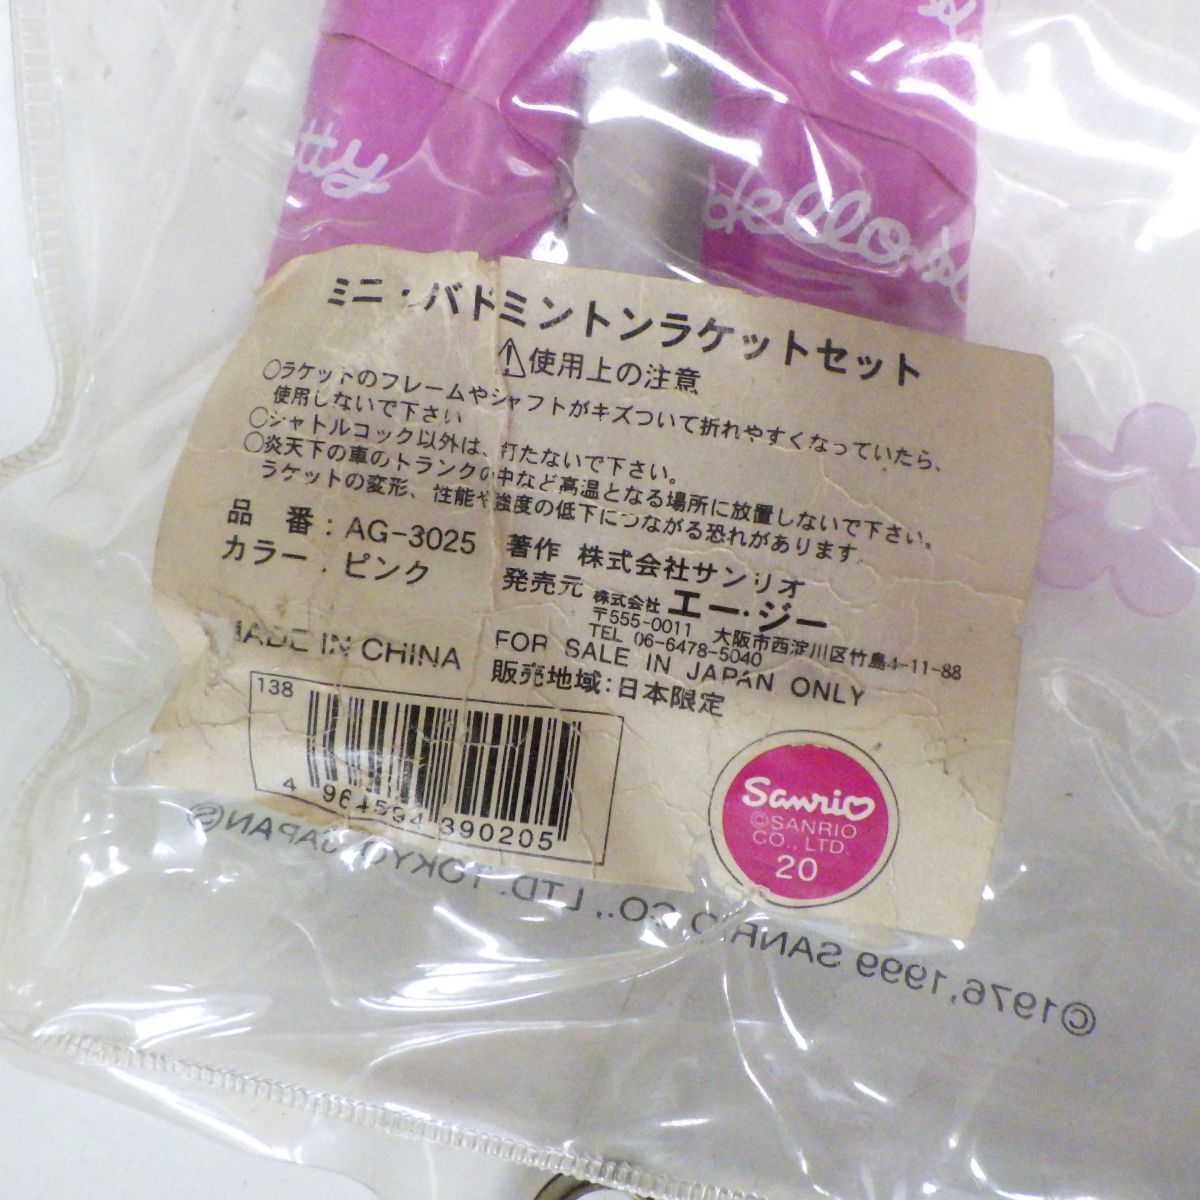 tty
Hello
ミニ・バドミントンラケットセット
⚠使用上の注意
○ラケットのフレームやシャフトがキズついて折れやすくなっていたら、
使用しないで下さい
○シャトルコック以外は、打たないで下さい。
○炎天下の車のトランクの中など高温となる場所に放置しないで下さい。
ラケットの変形、性能や強度の低下につながる恐れがあります.
品 番:AG-3025
カラー:ピンク
著作 株式会社サンリオ
発売元 株式会社 エー・ジー
〒555-0011 大阪市西淀川区竹島4-11-88
TEL 06-6478-5040
MADE IN CHINA
FOR SALE IN JAPAN ONLY
販売地域:日本限定
138
4 964594 390205
Sanrio
©SANRIO
CO., LTD.
20
©1976, 1999 SANRIO CO., LTD. TOKYO, JAPAN Ⓢ